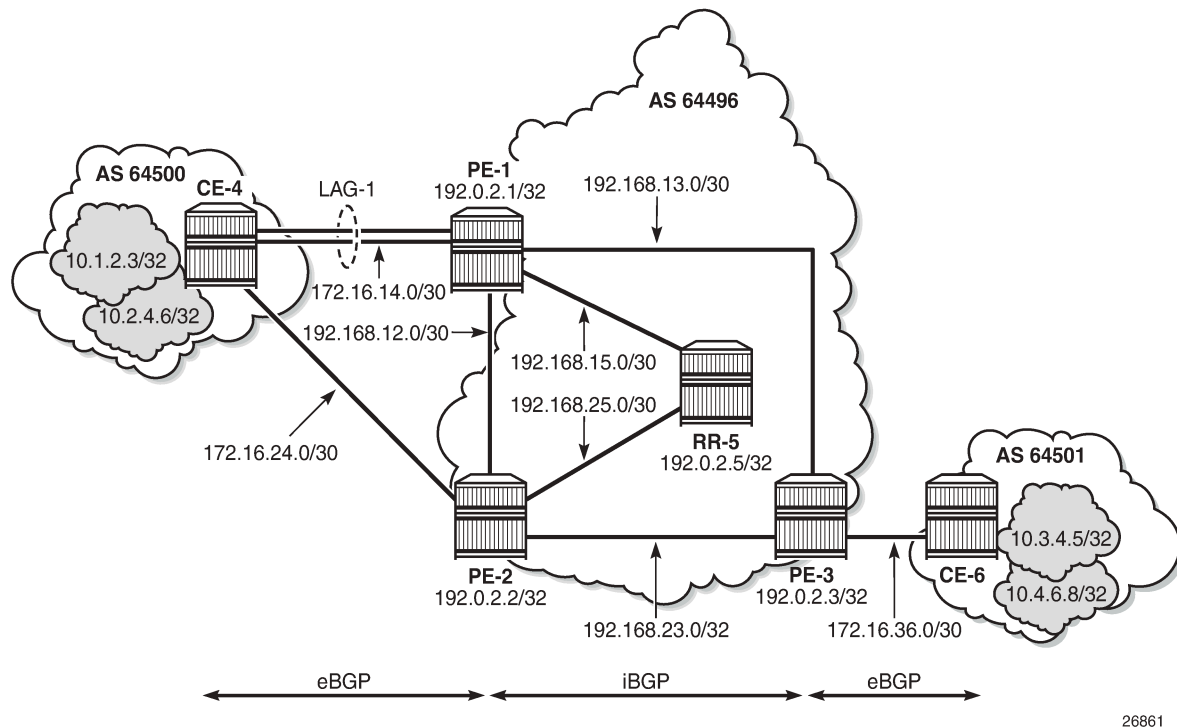 AS 64496
AS 64500
CE-4
LAG-1
PE-1
192.0.2.1/32
192.168.13.0/30
10.1.2.3/32
172.16.14.0/30
10.2.4.6/32
192.168.12.0/30
192.168.15.0/30
192.168.25.0/30
172.16.24.0/30
RR-5
192.0.2.5/32
AS 64501
10.3.4.5/32
PE-2
192.0.2.2/32
PE-3
192.0.2.3/32
CE-6
10.4.6.8/32
192.168.23.0/32
172.16.36.0/30
eBGP
iBGP
eBGP
26861